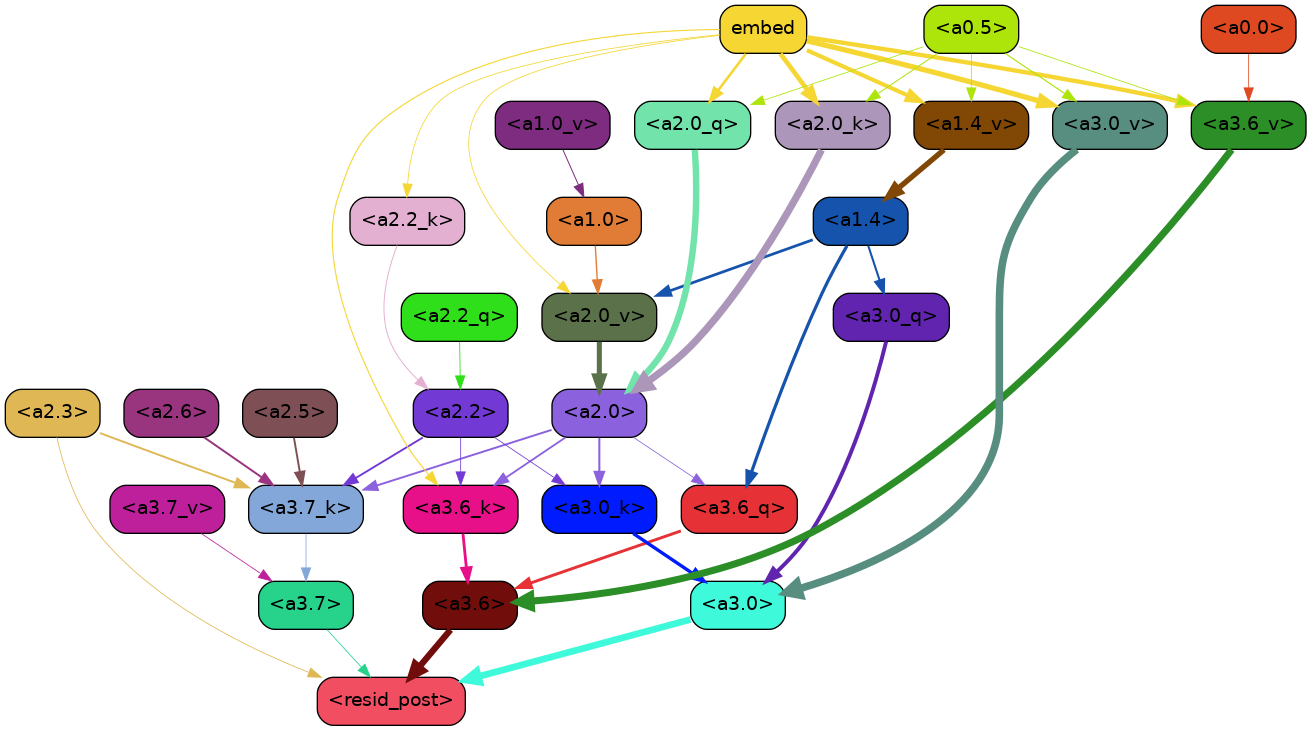 embed
<a0.5>
<a0.0>
<a1.0_v>
<a2.0_q>
<a2.0_k>
<a1.4_v>
<a3.0_v>
<a3.6_v>
<a2.2_k>
<a1.0>
<a1.4>
<a2.2_q>
<a2.0_v>
<a3.0_q>
<a2.3>
<a2.6>
<a2.5>
<a2.2>
<a2.0>
<a3.7_v>
<a3.7_k>
<a3.6_k>
<a3.0_k>
<a3.6_q>
<a3.7>
<a3.6>
<a3.0>
<resid_post>